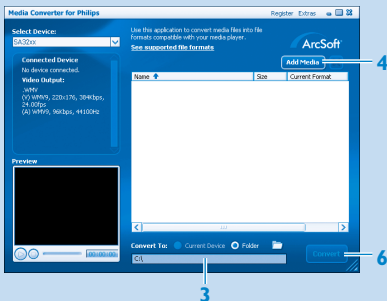 Media Converter for Philips
Register Extras
Select Device:
SA32xx
Use this application to convert media files into file
formats compatible with your media player.
See supported file formats
ArcSoft
Connected Device
No device connected.
Video Output:
.WMV
(V) WMV9, 220x176, 384Kbps,
24.00fps
(A) WMV9, 96Kbps, 44100Hz
Add Media
4
Name Size Current Format
Preview
Convert To: Current Device Folder
C:\
Convert
6
3